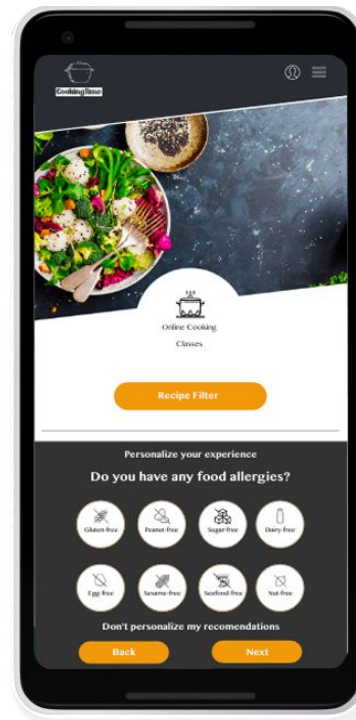 CookingTime
Online Cooking
Classes
Recipe Filter
Personalize your experience
Do you have any food allergies?
Gluten-free Peanut-free Sugar-free Dairy-free
Egg-free Sesame-free Seafood-free Nut-free
Don't personalize my recomendations
Back Next